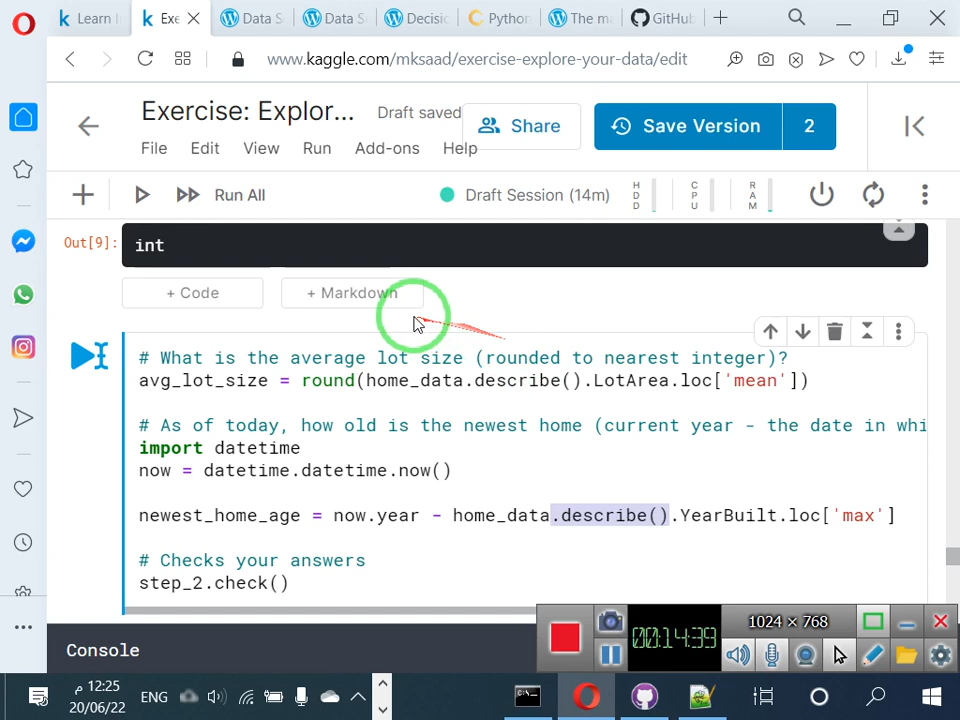 Learn I
Exe
Data S
Data S
Decisio
Python
The m
GitHub
www.kaggle.com/mksaad/exercise-explore-your-data/edit
Exercise: Explor...
Draft saved
Share
Save Version
2
File
Edit
View
Run
Add-ons
Help
Run All
Draft Session (14m)
HDD
CPU
RAM
Out[9]:
int
+ Code
+ Markdown
# What is the average lot size (rounded to nearest integer)?
avg_lot_size = round(home_data.describe().LotArea.loc['mean'])
# As of today, how old is the newest home (current year - the date in whi
import datetime
now = datetime.datetime.now()
newest_home_age = now.year - home_data.describe().YearBuilt.loc['max']
# Checks your answers
step_2.check()
1024 × 768
00:14:39
Console
12:25 م
20/06/22
ENG